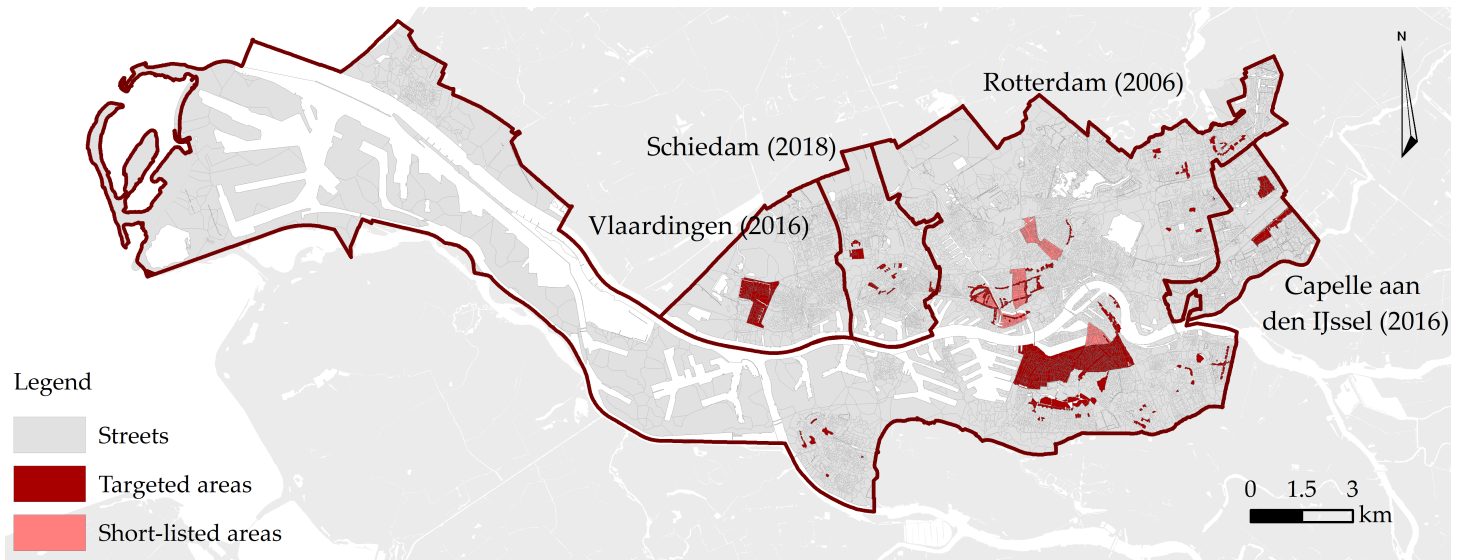 N
Rotterdam (2006)
Schiedam (2018)
Vlaardingen (2016)
Capelle aan
den IJssel (2016)
Legend
Streets
Targeted areas
Short-listed areas
0 1.5 3
km